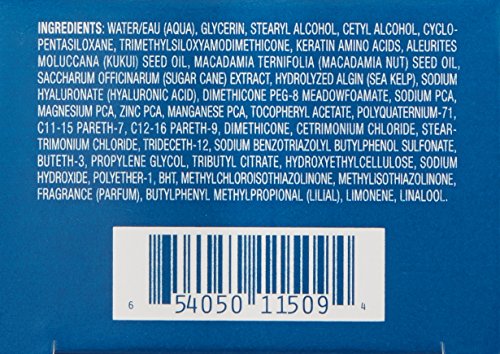 INGREDIENTS: WATER/EAU (AQUA), GLYCERIN, STEARYL ALCOHOL, CETYL ALCOHOL, CYCLO-
PENTASILOXANE, TRIMETHYLSILOXYAMODIMETHICONE, KERATIN AMINO ACIDS, ALEURITES
MOLUCCANA (KUKUI) SEED OIL, MACADAMIA TERNIFOLIA (MACADAMIA NUT) SEED OIL,
SACCHARUM OFFICINARUM (SUGAR CANE) EXTRACT, HYDROLYZED ALGIN (SEA KELP), SODIUM
HYALURONATE (HYALURONIC ACID), DIMETHICONE PEG-8 MEADOWFOAMATE, SODIUM PCA,
MAGNESIUM PCA, ZINC PCA, MANGANESE PCA, TOCOPHERYL ACETATE, POLYQUATERNIUM-71,
C11-15 PARETH-7, C12-16 PARETH-9, DIMETHICONE, CETRIMONIUM CHLORIDE, STEAR-
TRIMONIUM CHLORIDE, TRIDECETH-12, SODIUM BENZOTRIAZOLYL BUTYLPHENOL SULFONATE,
BUTETH-3, PROPYLENE GLYCOL, TRIBUTYL CITRATE, HYDROXYETHYLCELLULOSE, SODIUM
HYDROXIDE, POLYETHER-1, BHT, METHYLCHLOROISOTHIAZOLINONE, METHYLISOTHIAZOLINONE,
FRAGRANCE (PARFUM), BUTYLPHENYL METHYLPROPIONAL (LILIAL), LIMONENE, LINALOOL.
6 54050 11509 4